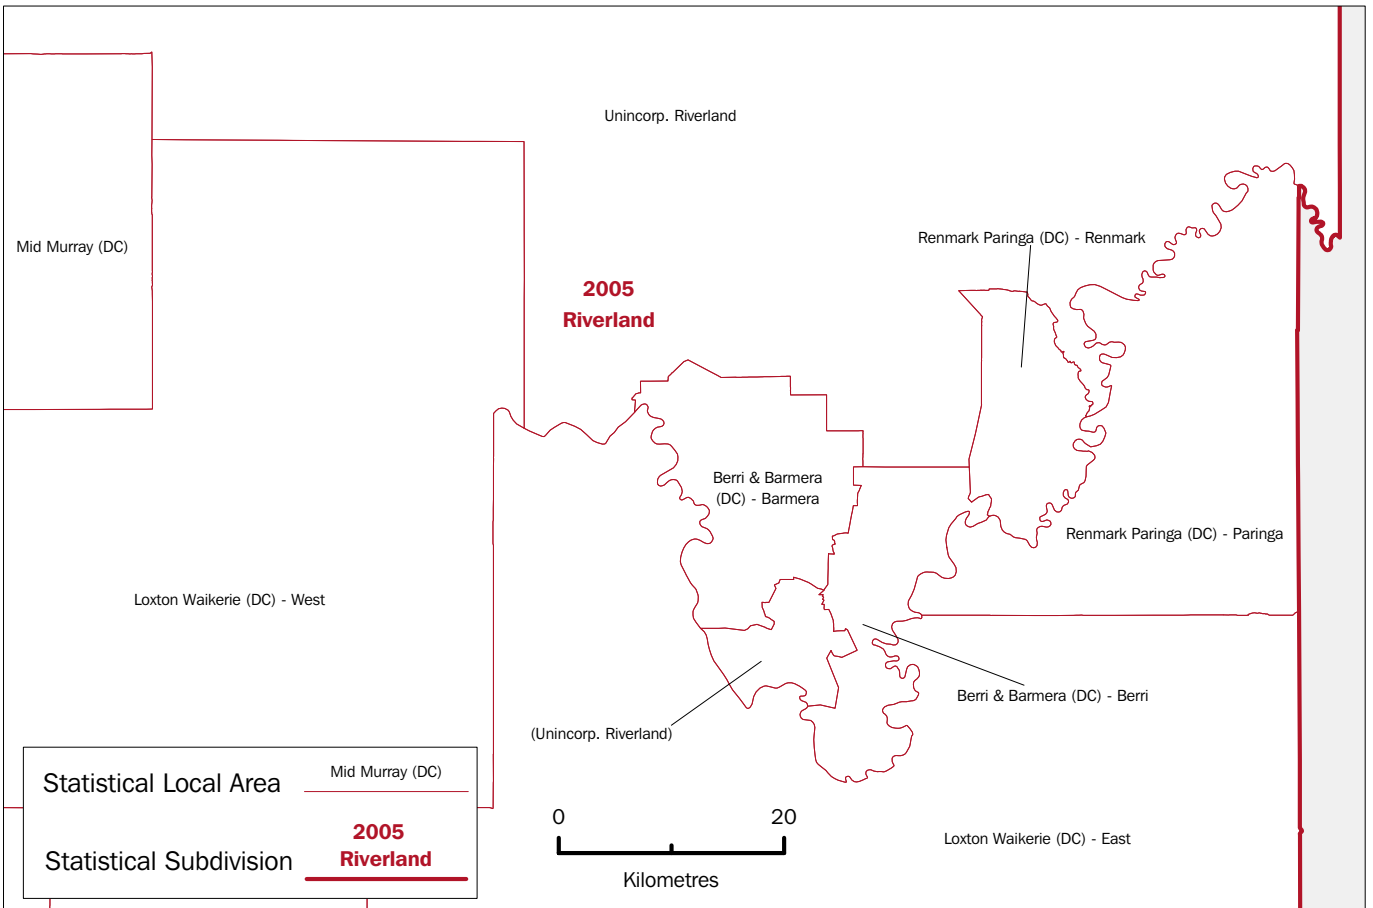 Unincorp. Riverland
Renmark Paringa (DC) - Renmark
Mid Murray (DC)
2005
Riverland
Berri & Barmera
(DC) - Barmera
Renmark Paringa (DC) - Paringa
Loxton Waikerie (DC) - West
Berri & Barmera (DC) - Berri
(Unincorp. Riverland)
Statistical Local Area
Mid Murray (DC)
Statistical Subdivision
2005
Riverland
0
20
Kilometres
Loxton Waikerie (DC) - East